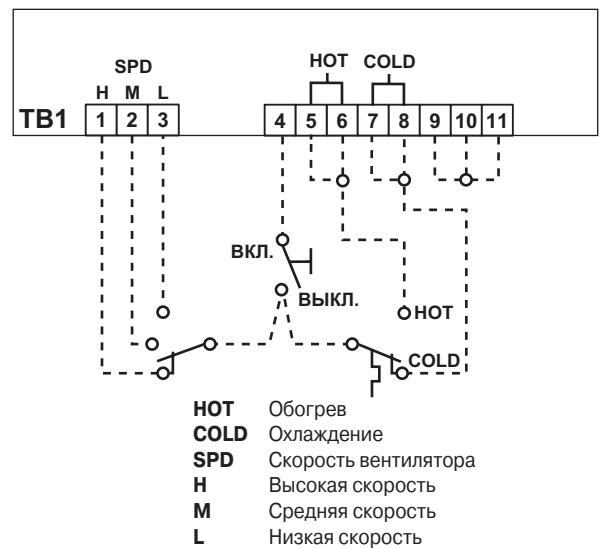 HOT COLD
SPD
H M L
TB1 1 2 3 4 5 6 7 8 9 10 11
ВКЛ.
ВЫКЛ.
HOT
COLD
HOT Обогрев
COLD Охлаждение
SPD Скорость вентилятора
H Высокая скорость
M Средняя скорость
L Низкая скорость